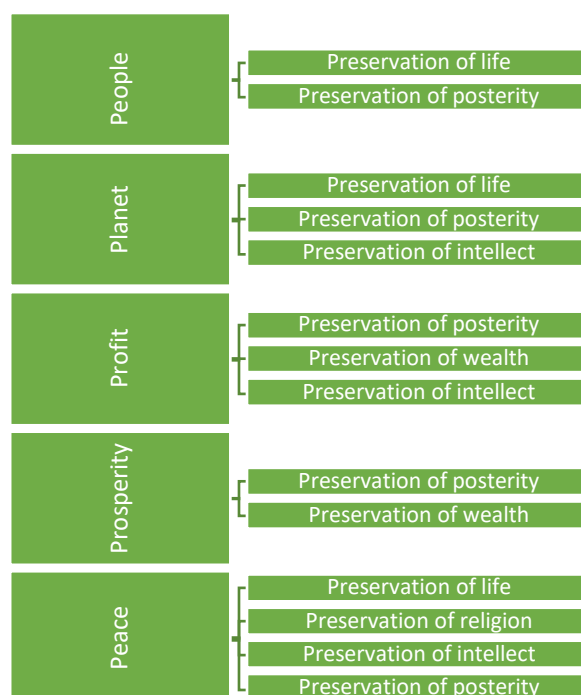 People
Preservation of life
Preservation of posterity
Planet
Preservation of life
Preservation of posterity
Preservation of intellect
Profit
Preservation of posterity
Preservation of wealth
Preservation of intellect
Prosperity
Preservation of posterity
Preservation of wealth
Peace
Preservation of life
Preservation of religion
Preservation of intellect
Preservation of posterity